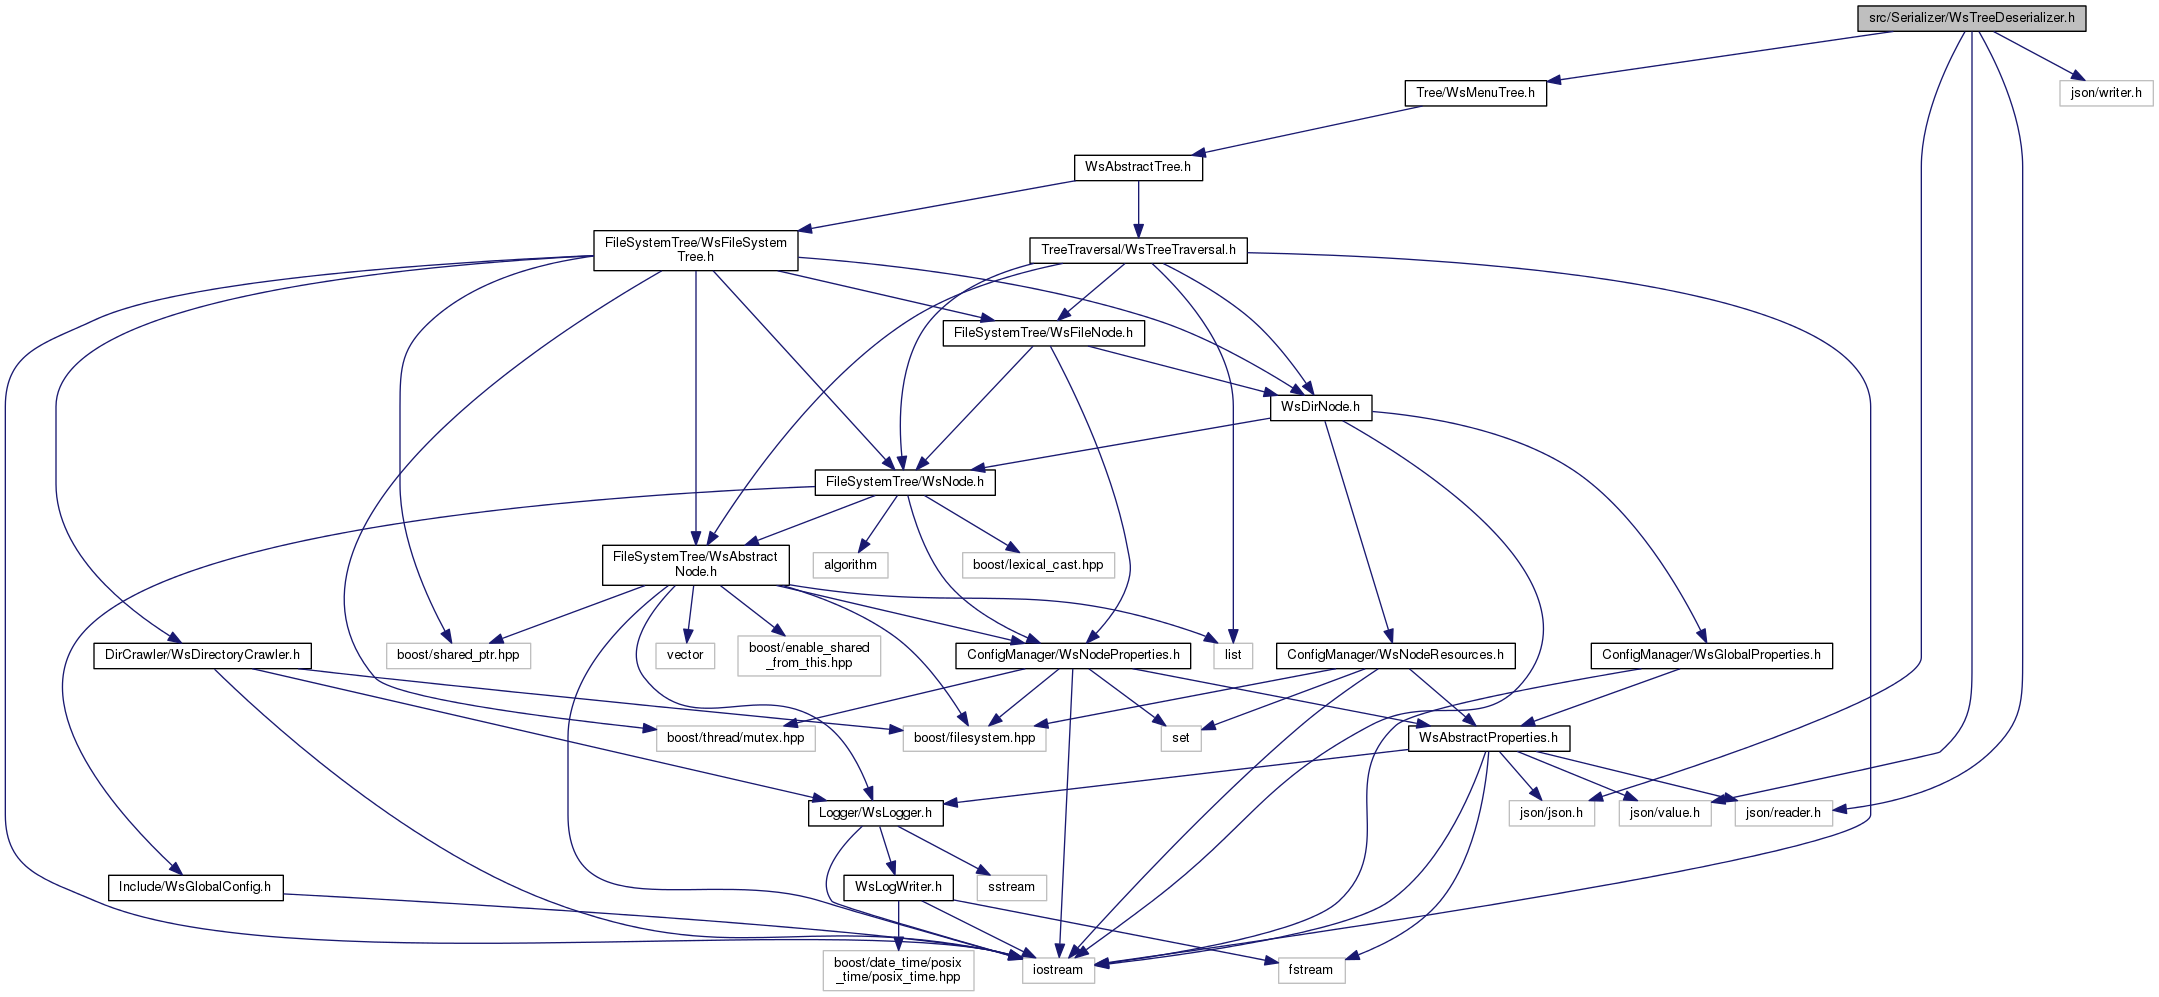 src/Serializer/WsTreeDeserializer.h
Tree/WsMenuTree.h
json/writer.h
WsAbstractTree.h
FileSystemTree/WsFileSystem
Tree.h
TreeTraversal/WsTreeTraversal.h
FileSystemTree/WsFileNode.h
WsDirNode.h
FileSystemTree/WsNode.h
FileSystemTree/WsAbstract
Node.h
algorithm
boost/lexical_cast.hpp
DirCrawler/WsDirectoryCrawler.h
boost/shared_ptr.hpp
vector
boost/enable_shared
_from_this.hpp
ConfigManager/WsNodeProperties.h
list
ConfigManager/WsNodeResources.h
ConfigManager/WsGlobalProperties.h
boost/thread/mutex.hpp
boost/filesystem.hpp
set
WsAbstractProperties.h
Logger/WsLogger.h
json/json.h
json/value.h
json/reader.h
Include/WsGlobalConfig.h
WsLogWriter.h
sstream
boost/date_time/posix
_time/posix_time.hpp
iostream
fstream